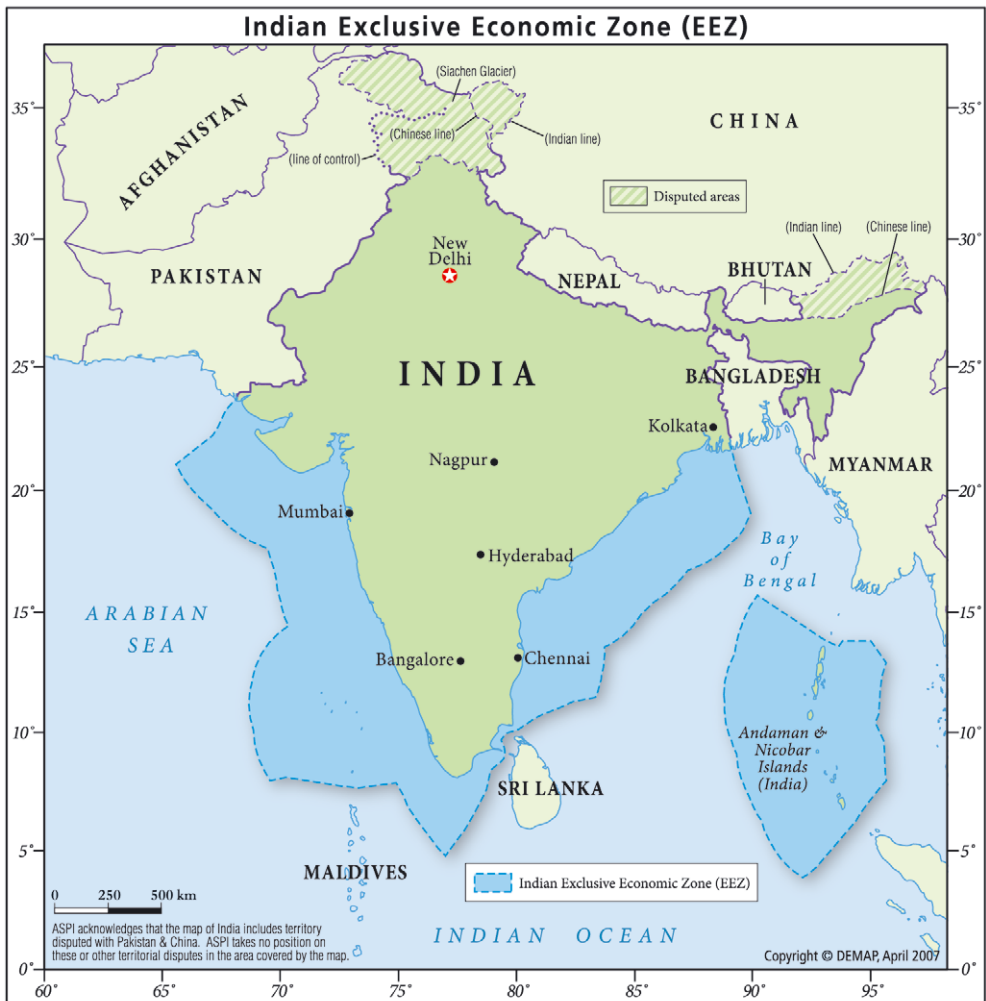 Indian Exclusive Economic Zone (EEZ)
(Siachen Glacier)
35°
35°
CHINA
(Chinese line)
(Indian line)
AFGHANISTAN
(line of control)
Disputed areas
30°
New
Delhi
(Indian line)
(Chinese line)
30°
PAKISTAN
NEPAL
BHUTAN
25°
INDIA
BANGLADESH
25°
Kolkata
Nagpur
MYANMAR
20°
Mumbai
20°
Hyderabad
Bay
of
Bengal
15°
ARABIAN
SEA
15°
Bangalore
Chennai
10°
Andaman &
Nicobar
Islands
(India)
10°
SRI LANKA
5°
MALDIVES
5°
Indian Exclusive Economic Zone (EEZ)
0 250 500 km
ASPI acknowledges that the map of India includes territory
disputed with Pakistan & China. ASPI takes no position on
these or other territorial disputes in the area covered by the map.
INDIAN OCEAN
Copyright © DEMAP, April 2007
0°
0°
60° 65° 70° 75° 80° 85° 90° 95°